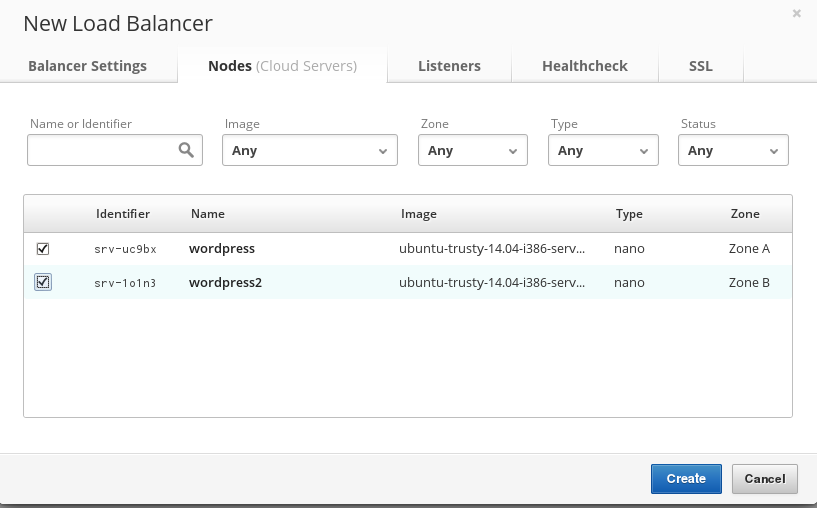 New Load Balancer
×
Balancer Settings Nodes (Cloud Servers) Listeners Healthcheck SSL
Name or Identifier Image Zone Type Status
Any Any Any Any
Identifier Name Image Type Zone
srv-uc9bx wordpress ubuntu-trusty-14.04-i386-serv... nano Zone A
srv-1o1n3 wordpress2 ubuntu-trusty-14.04-i386-serv... nano Zone B
Create Cancel